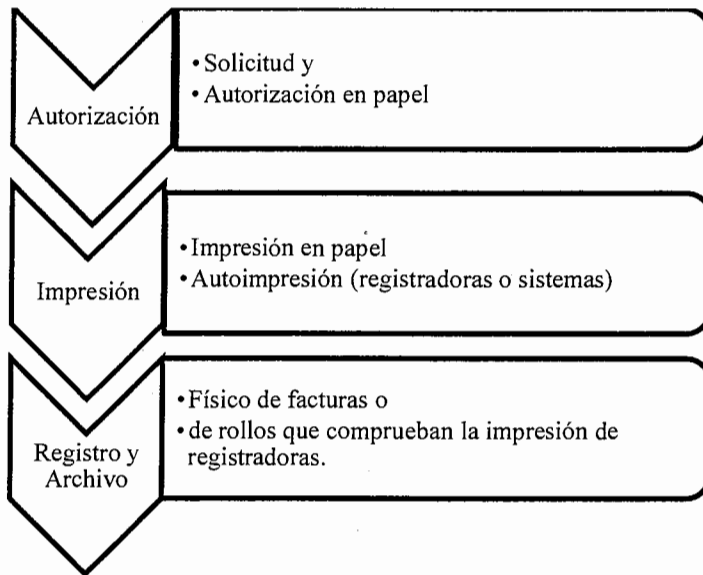 Autorización
• Solicitud y
• Autorización en papel
Impresión
• Impresión en papel
• Autoimpresión (registradoras o sistemas)
Registro y
Archivo
• Físico de facturas o
• de rollos que comprueban la impresión de
registradoras.